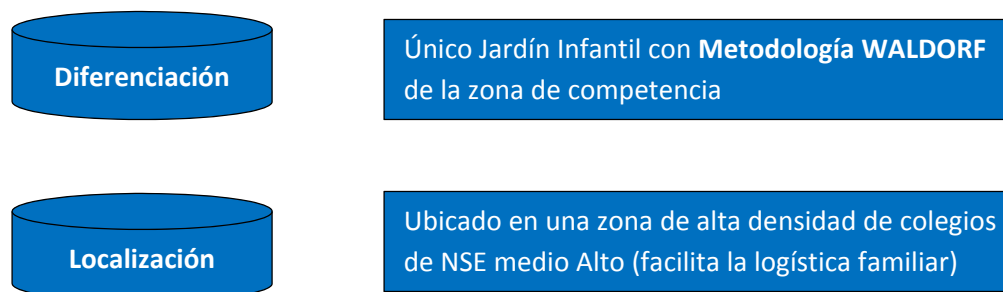 Diferenciación
Único Jardín Infantil con Metodología WALDORF
de la zona de competencia
Localización
Ubicado en una zona de alta densidad de colegios
de NSE medio Alto (facilita la logística familiar)